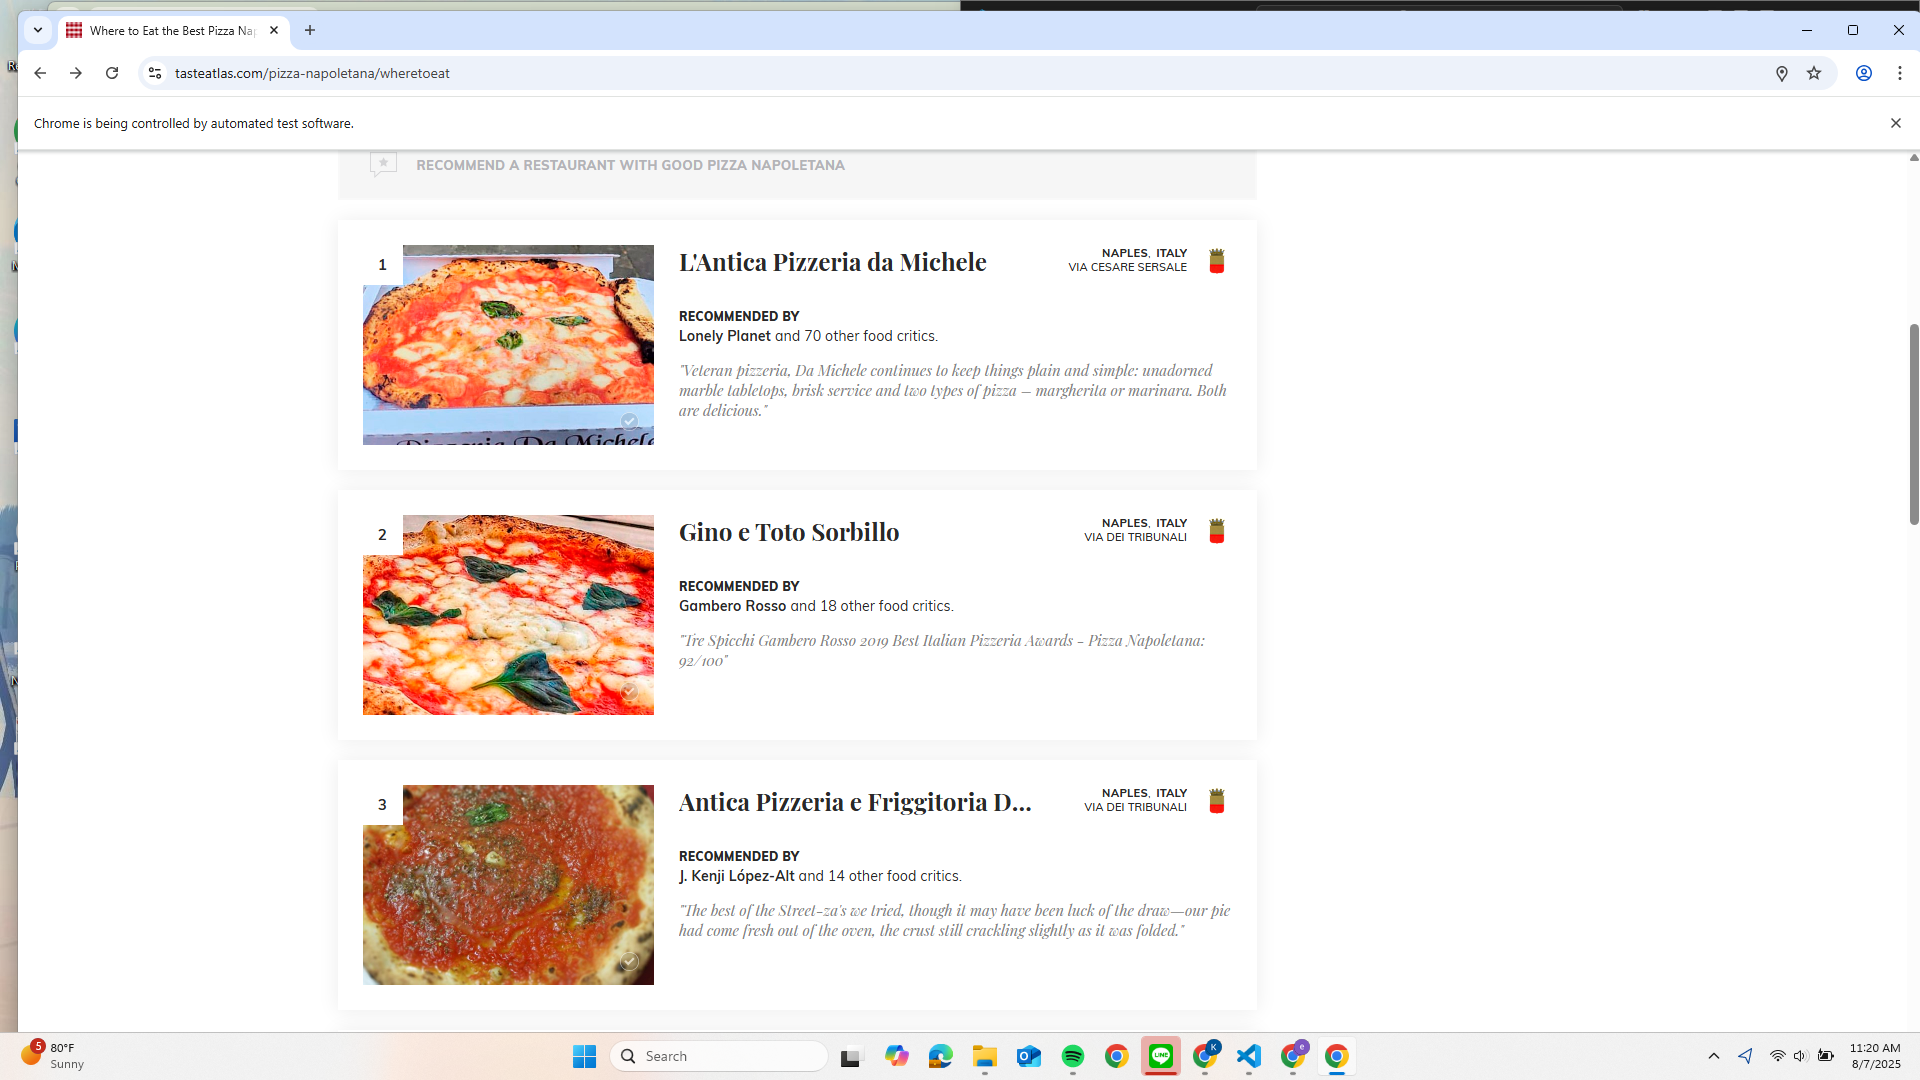 Where to Eat the Best Pizza Nap
tasteatlas.com/pizza-napoletana/wheretoeat
Chrome is being controlled by automated test software.
RECOMMEND A RESTAURANT WITH GOOD PIZZA NAPOLETANA
1
L'Antica Pizzeria da Michele
NAPLES, ITALY
VIA CESARE SERSALE
RECOMMENDED BY
Lonely Planet and 70 other food critics.
"Veteran pizzeria, Da Michele continues to keep things plain and simple: unadorned
marble tabletops, brisk service and two types of pizza – margherita or marinara. Both
are delicious."
Pizzeria Da Michele
2
Gino e Toto Sorbillo
NAPLES, ITALY
VIA DEI TRIBUNALI
RECOMMENDED BY
Gambero Rosso and 18 other food critics.
"Tre Spicchi Gambero Rosso 2019 Best Italian Pizzeria Awards - Pizza Napoletana:
92/100"
3
Antica Pizzeria e Friggitoria D...
NAPLES, ITALY
VIA DEI TRIBUNALI
RECOMMENDED BY
J. Kenji López-Alt and 14 other food critics.
"The best of the Street-za's we tried, though it may have been luck of the draw—our pie
had come fresh out of the oven, the crust still crackling slightly as it was folded."
5
80°F
Sunny
Search
K
e
11:20 AM
8/7/2025